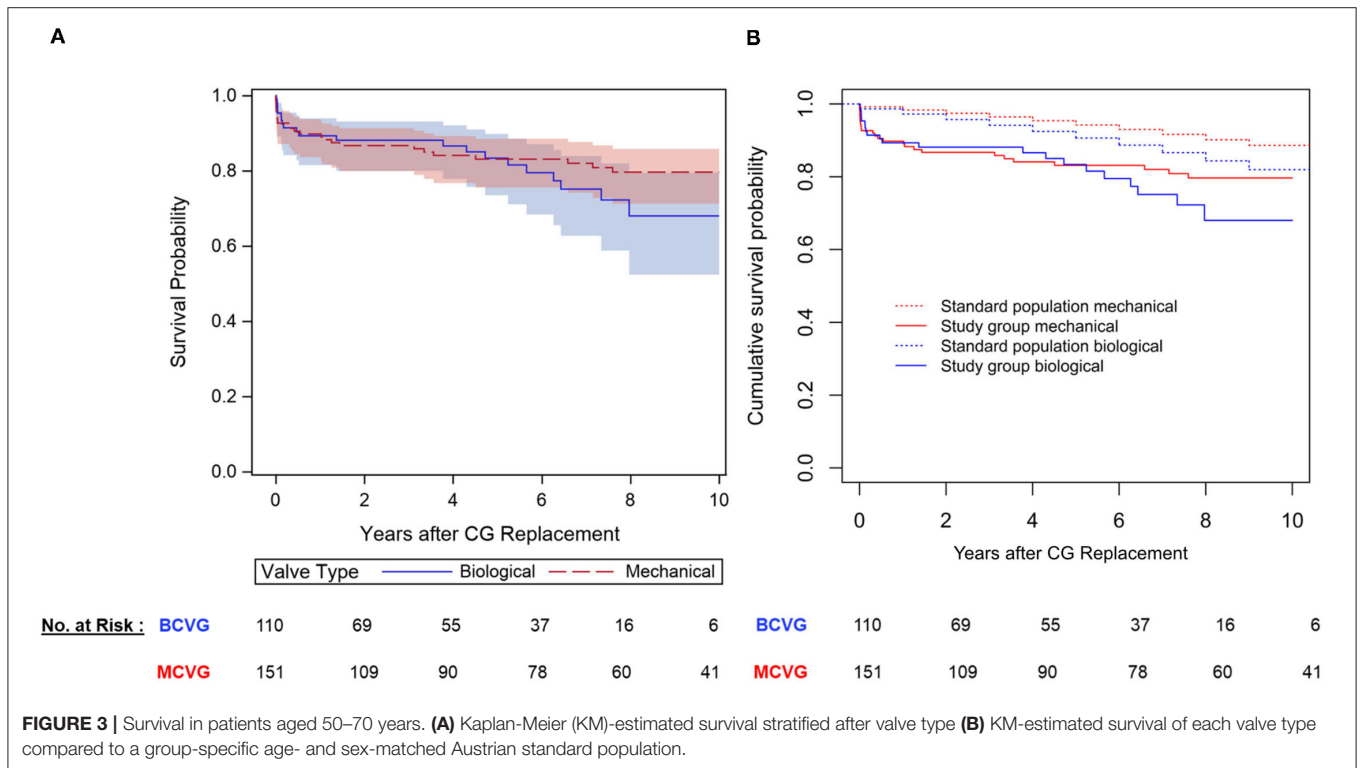 A
B
1.0
0.8
0.6
0.4
0.2
0.0
Survival Probability
0 2 4 6 8 10
Years after CG Replacement
Valve Type Biological Mechanical
1.0
0.8
0.6
0.4
0.2
0.0
Cumulative survival probability
Standard population mechanical
Study group mechanical
Standard population biological
Study group biological
0 2 4 6 8 10
Years after CG Replacement
No. at Risk : BCVG 110 69 55 37 16 6 BCVG 110 69 55 37 16 6
MCVG 151 109 90 78 60 41 MCVG 151 109 90 78 60 41
FIGURE 3 | Survival in patients aged 50–70 years. (A) Kaplan-Meier (KM)-estimated survival stratified after valve type (B) KM-estimated survival of each valve type
compared to a group-specific age- and sex-matched Austrian standard population.